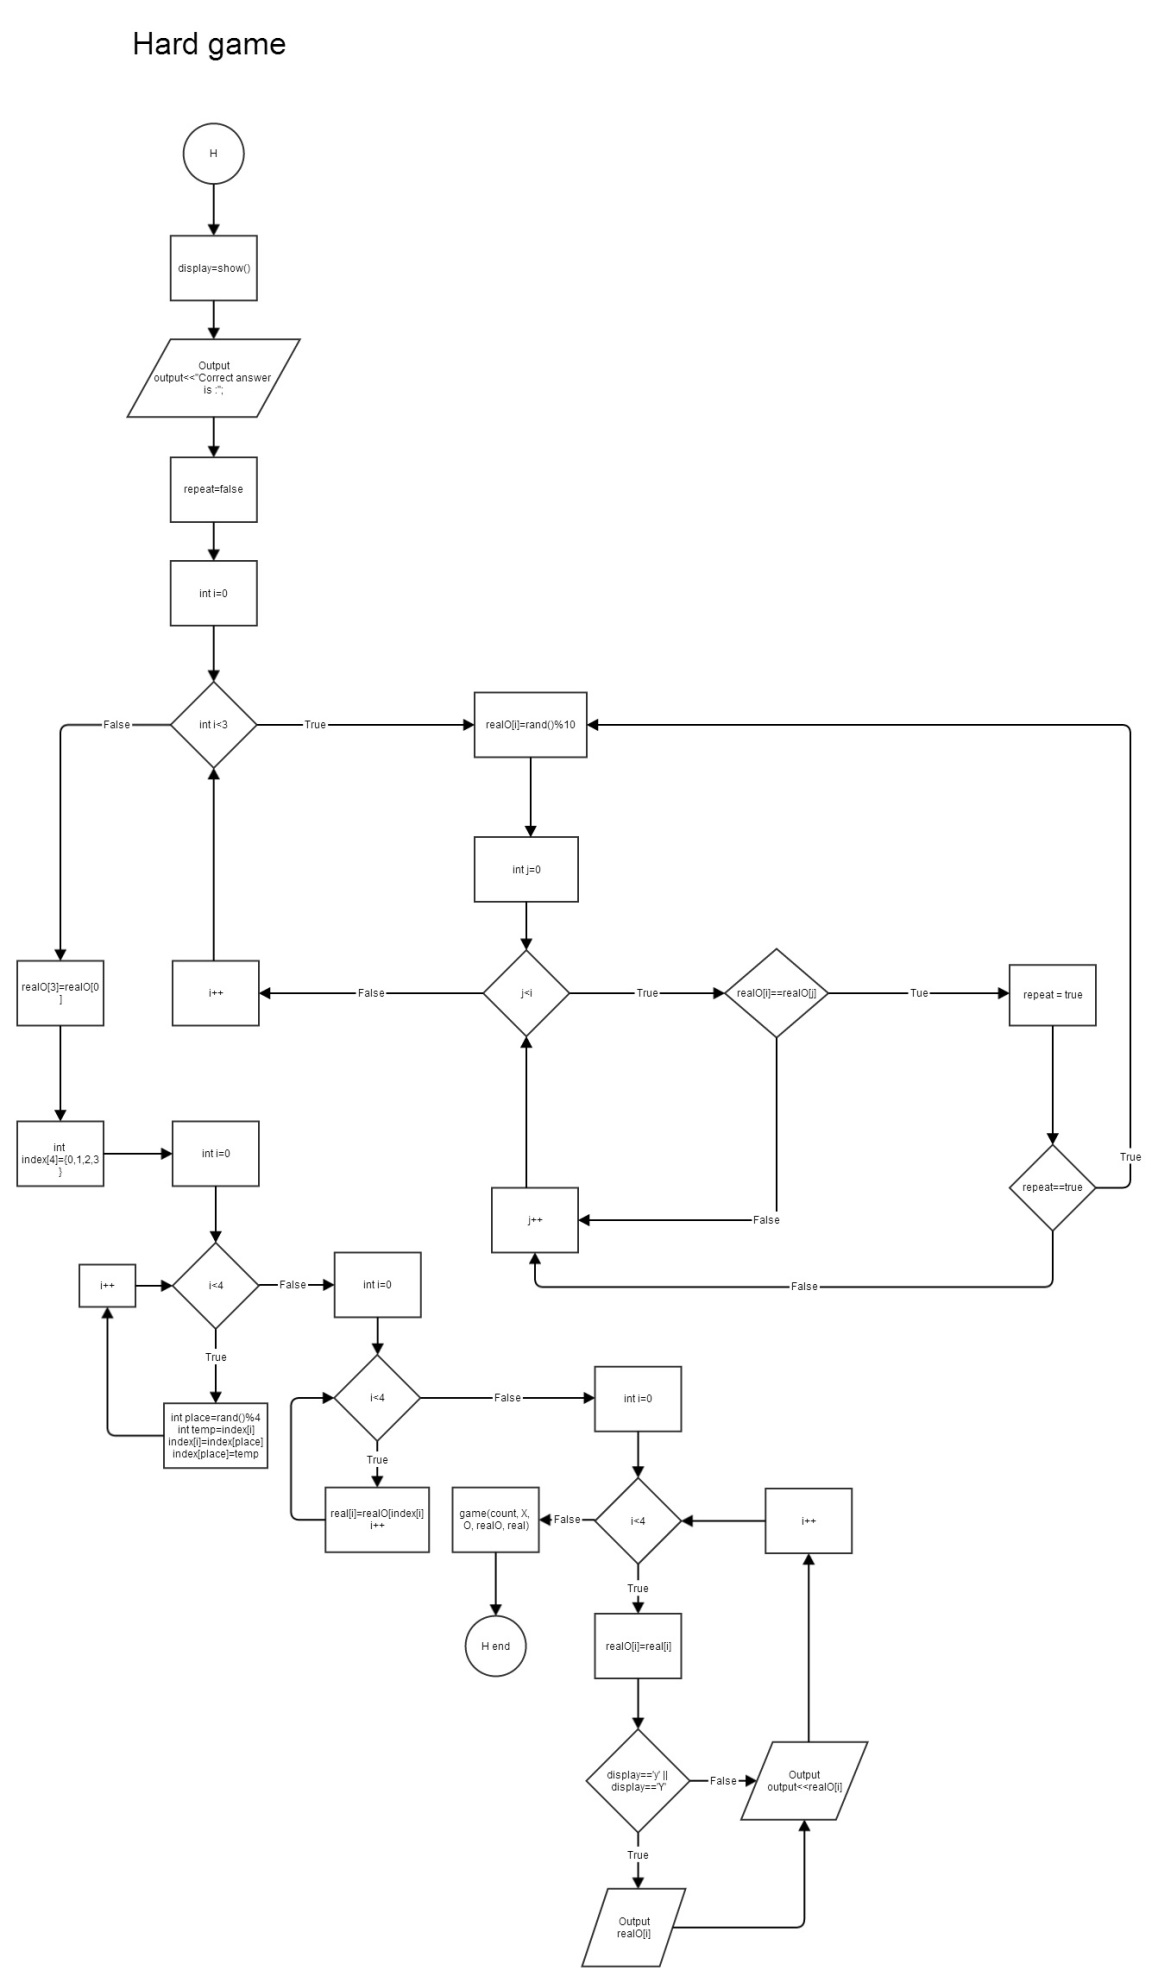 Hard game
H
display=show()
Output
output<<"Correct answer
is :";
repeat=false
int i=0
int i<3
False
True
realO[i]=rand()%10
int j=0
realO[3]=realO[0
]
i++
False
j<i
True
realO[i]==realO[j]
Tue
repeat = true
int
index[4]={0,1,2,3
}
int i=0
True
repeat==true
j++
False
False
i++
i<4
False
int i=0
True
i<4
False
int i=0
int place=rand()%4
int temp=index[i]
index[i]=index[place]
index[place]=temp
True
real[i]=realO[index[i]
i++
game(count, X,
O, realO, real)
False
i<4
i++
True
H end
realO[i]=real[i]
display=='y' ||
display=='Y'
False
Output
output<<realO[i]
True
Output
realO[i]